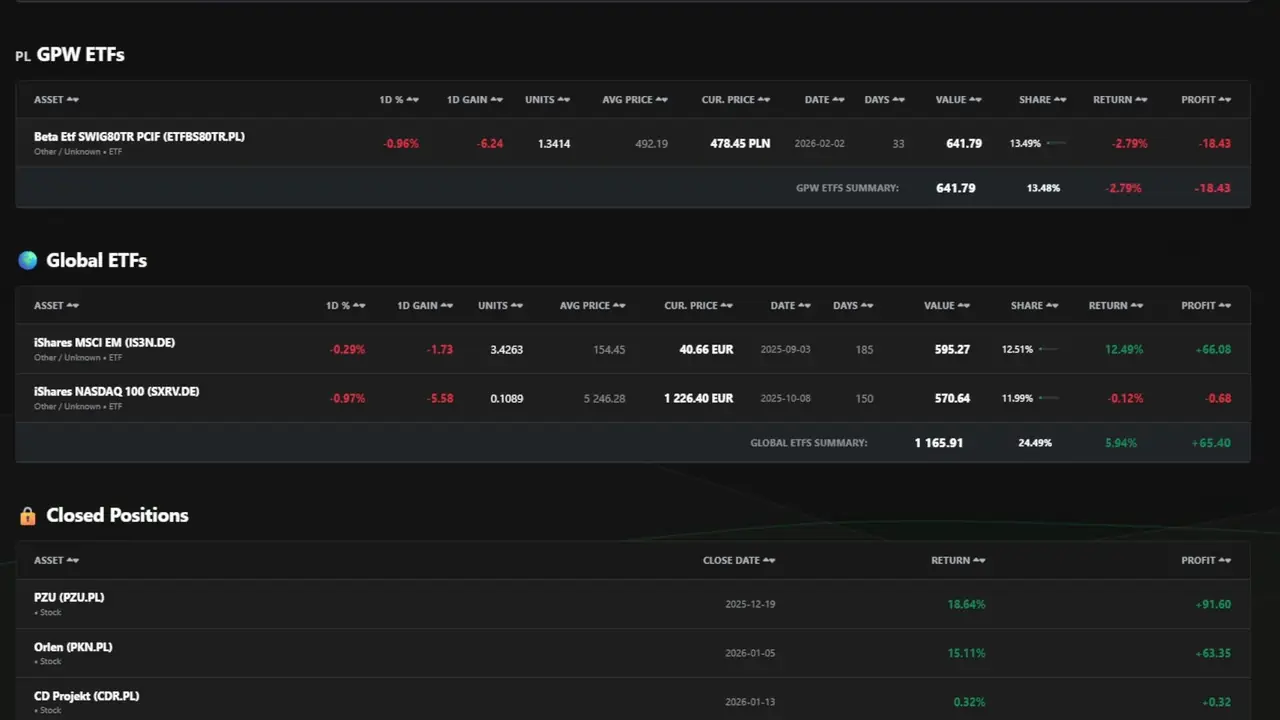 PL GPW ETFs
ASSET 1D % 1D GAIN UNITS AVG PRICE CUR. PRICE DATE DAYS VALUE SHARE RETURN PROFIT
Beta Etf SWIG80TR PCIF (ETFBS80TR.PL) -0.96% -6.24 1.3414 492.19 478.45 PLN 2026-02-02 33 641.79 13.49% -2.79% -18.43
Other / Unknown • ETF
GPW ETFS SUMMARY: 641.79 13.48% -2.79% -18.43
Global ETFs
ASSET 1D % 1D GAIN UNITS AVG PRICE CUR. PRICE DATE DAYS VALUE SHARE RETURN PROFIT
iShares MSCI EM (IS3N.DE) -0.29% -1.73 3.4263 154.45 40.66 EUR 2025-09-03 185 595.27 12.51% 12.49% +66.08
Other / Unknown • ETF
iShares NASDAQ 100 (SXRV.DE) -0.97% -5.58 0.1089 5 246.28 1 226.40 EUR 2025-10-08 150 570.64 11.99% -0.12% -0.68
Other / Unknown • ETF
GLOBAL ETFS SUMMARY: 1 165.91 24.49% 5.94% +65.40
Closed Positions
ASSET CLOSE DATE RETURN PROFIT
PZU (PZU.PL) 2025-12-19 18.64% +91.60
• Stock
Orlen (PKN.PL) 2026-01-05 15.11% +63.35
• Stock
CD Projekt (CDR.PL) 2026-01-13 0.32% +0.32
• Stock